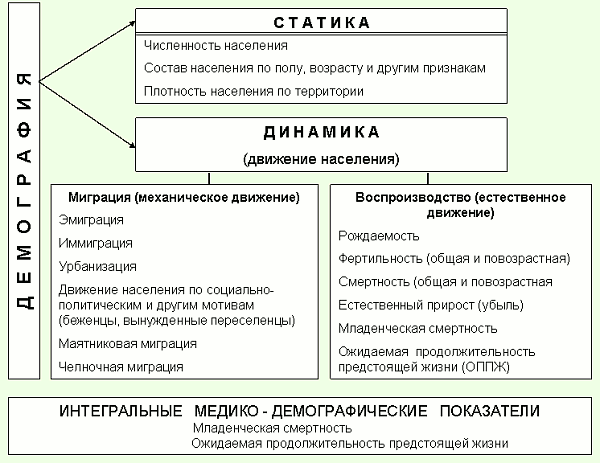 ДЕМОГРАФИЯ
СТАТИКА
Численность населения
Состав населения по полу, возрасту и другим признакам
Плотность населения по территории
ДИНАМИКА
(движение населения)
Миграция (механическое движение)
Эмиграция
Иммиграция
Урбанизация
Движение населения по социально-
политическим и другим мотивам
(беженцы, вынужденные переселенцы)
Маятниковая миграция
Челночная миграция
Воспроизводство (естественное
движение)
Рождаемость
Фертильность (общая и повозрастная)
Смертность (общая и повозрастная
Естественный прирост (убыль)
Младенческая смертность
Ожидаемая продолжительность
предстоящей жизни (ОППЖ)
ИНТЕГРАЛЬНЫЕ МЕДИКО - ДЕМОГРАФИЧЕСКИЕ ПОКАЗАТЕЛИ
Младенческая смертность
Ожидаемая продолжительность предстоящей жизни